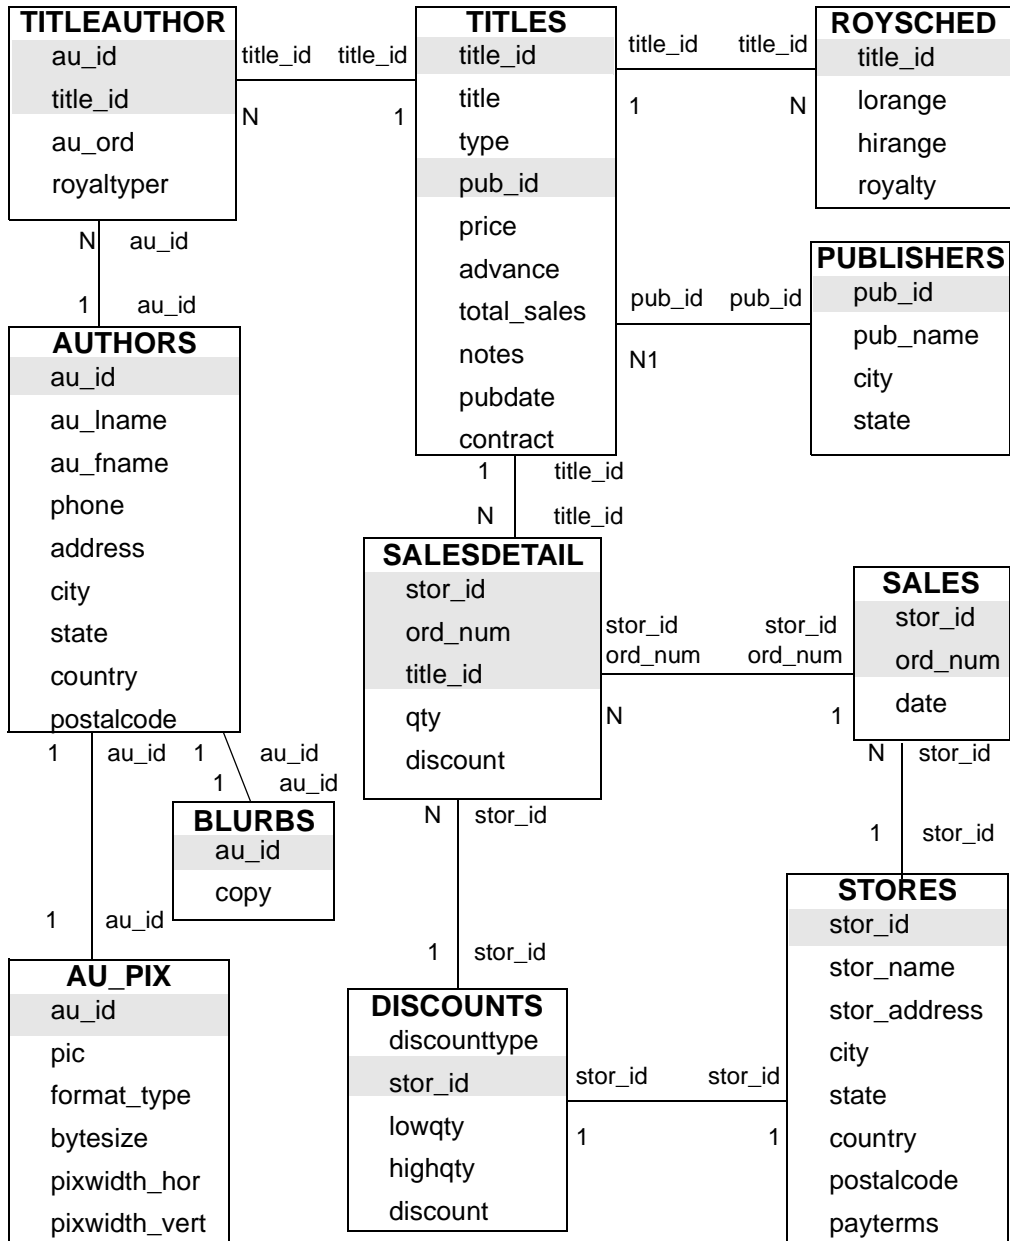 TITLEAUTHOR
au_id
title_id
au_ord
royaltyper
title_id title_id
N 1
TITLES
title_id
title
type
pub_id
price
advance
total_sales
notes
pubdate
contract
title_id title_id
1 N
ROYSCHED
title_id
lorange
hirange
royalty
N au_id
1 au_id
pub_id pub_id
N1
PUBLISHERS
pub_id
pub_name
city
state
AUTHORS
au_id
au_lname
au_fname
phone
address
city
state
country
postalcode
1 title_id
N title_id
SALESDETAIL
stor_id
ord_num
title_id
qty
discount
stor_id stor_id
ord_num ord_num
N 1
SALES
stor_id
ord_num
date
1 au_id 1 au_id
1 au_id
BLURBS
au_id
copy
N stor_id
1 stor_id
N stor_id
1 stor_id
1 au_id
AU_PIX
au_id
pic
format_type
bytesize
pixwidth_hor
pixwidth_vert
DISCOUNTS
discounttype
stor_id
lowqty
highqty
discount
stor_id stor_id
1 1
STORES
stor_id
stor_name
stor_address
city
state
country
postalcode
payterms